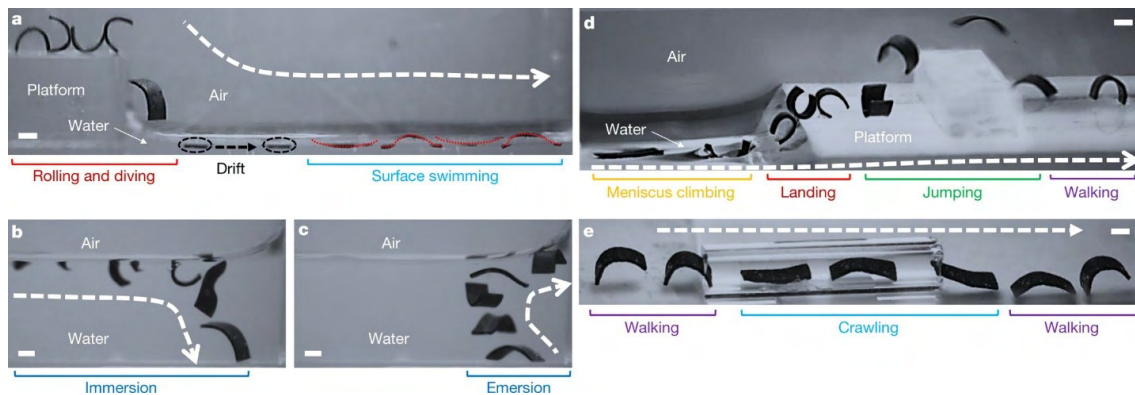 a
Platform
Air
Water
Rolling and diving
Drift
Surface swimming
b
Air
Water
Immersion
c
Air
Water
Emersion
d
Air
Water
Platform
Meniscus climbing
Landing
Jumping
Walking
e
Walking
Crawling
Walking